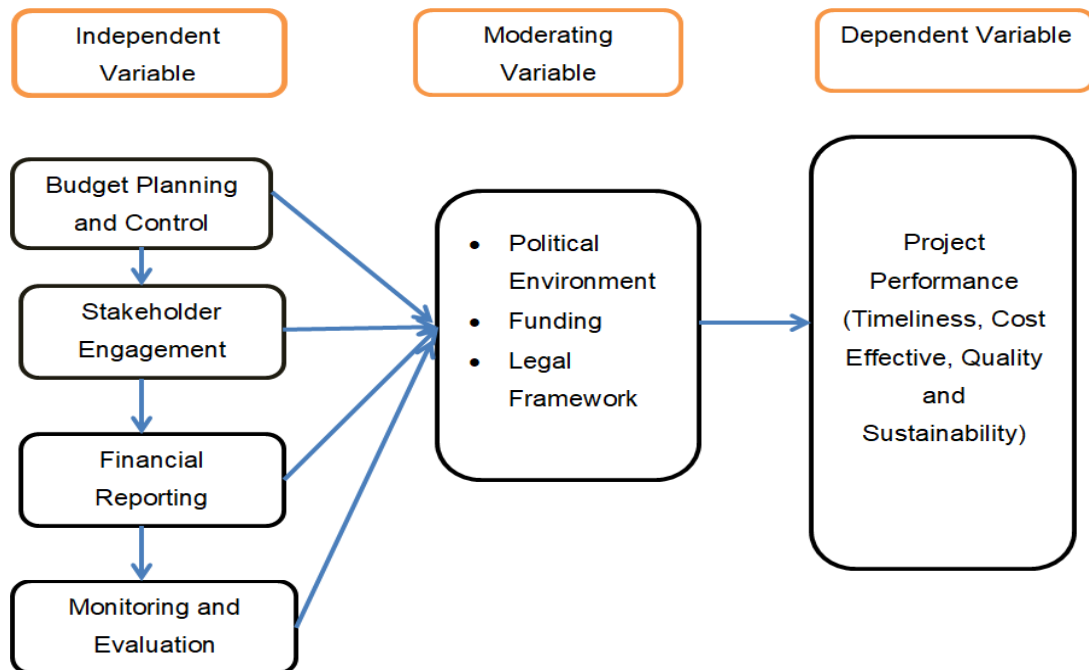 Independent
Variable
Moderating
Variable
Dependent Variable
Budget Planning
and Control
Stakeholder
Engagement
Financial
Reporting
Monitoring and
Evaluation
• Political
Environment
• Funding
• Legal
Framework
Project
Performance
(Timeliness, Cost
Effective, Quality
and
Sustainability)